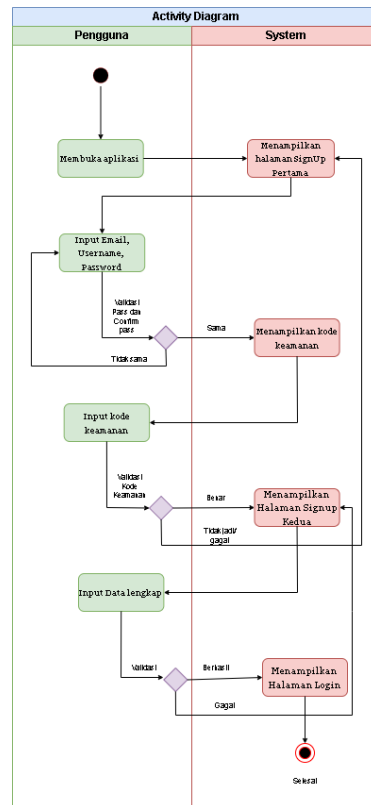 Activity Diagram
Pengguna
System
Membuka aplikasi
Menampilkan
halaman SignUp
Pertama
Input Email,
Username,
Password
Validasi
Pass dan
Confirm
pass
Sama
Menampilkan kode
keamanan
Tidak sama
Input kode
keamanan
Validasi
Kode
Keamanan
Benar
Menampilkan
Halaman Signup
Kedua
Tidak jadi/
gagal
Input Data lengkap
Validasi
Berhasil
Menampilkan
Halaman Login
Gagal
Selesai